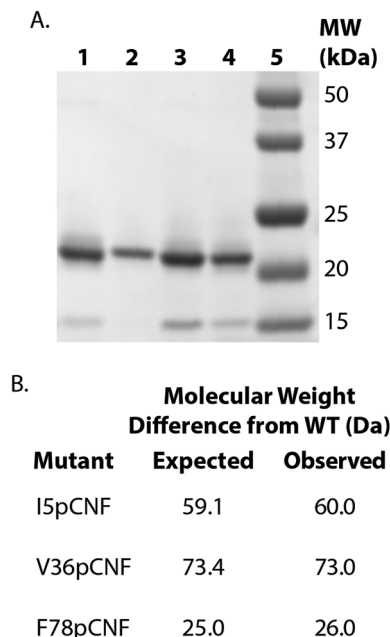 A.
MW
1 2 3 4 5 (kDa)
50
37
25
20
15
B.
Molecular Weight
Difference from WT (Da)
Mutant Expected Observed
I5pCNF 59.1 60.0
V36pCNF 73.4 73.0
F78pCNF 25.0 26.0